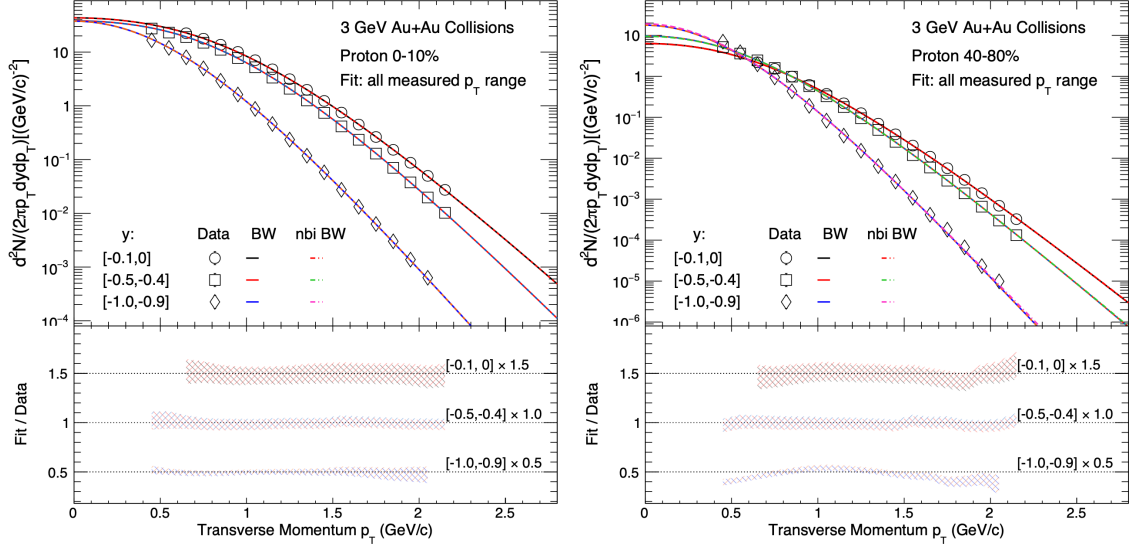 3 GeV Au+Au Collisions
Proton 0-10%
Fit: all measured p_T range
d²N/(2πp_Tdydp_T)[(GeV/c)⁻²]
10
1
10⁻¹
10⁻²
10⁻³
10⁻⁴
y: Data BW nbi BW
[-0.1,0]
[-0.5,-0.4]
[-1.0,-0.9]
Fit / Data
1.5
1
0.5
[-0.1, 0] × 1.5
[-0.5,-0.4] × 1.0
[-1.0,-0.9] × 0.5
0 0.5 1 1.5 2 2.5
Transverse Momentum p_T (GeV/c)
3 GeV Au+Au Collisions
Proton 40-80%
Fit: all measured p_T range
d²N/(2πp_Tdydp_T)[(GeV/c)⁻²]
10
1
10⁻¹
10⁻²
10⁻³
10⁻⁴
10⁻⁵
10⁻⁶
y: Data BW nbi BW
[-0.1,0]
[-0.5,-0.4]
[-1.0,-0.9]
Fit / Data
1.5
1
0.5
[-0.1, 0] × 1.5
[-0.5,-0.4] × 1.0
[-1.0,-0.9] × 0.5
0 0.5 1 1.5 2 2.5
Transverse Momentum p_T (GeV/c)